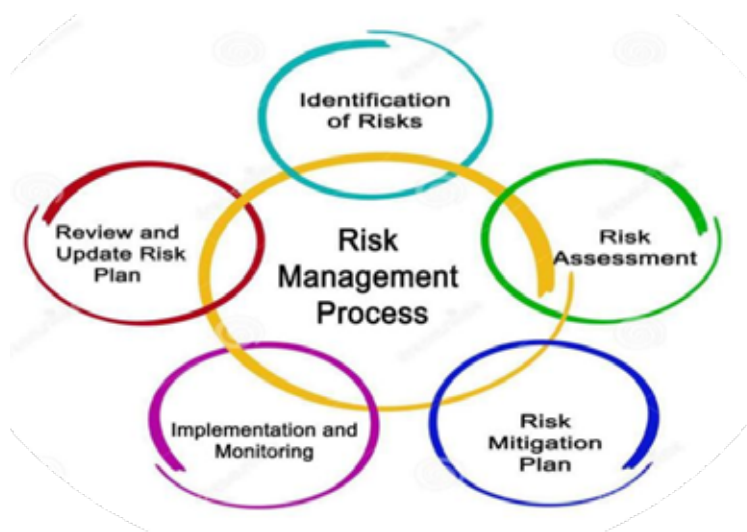 Identification
of Risks
Risk
Assessment
Risk
Mitigation
Plan
Implementation and
Monitoring
Review and
Update Risk
Plan
Risk
Management
Process